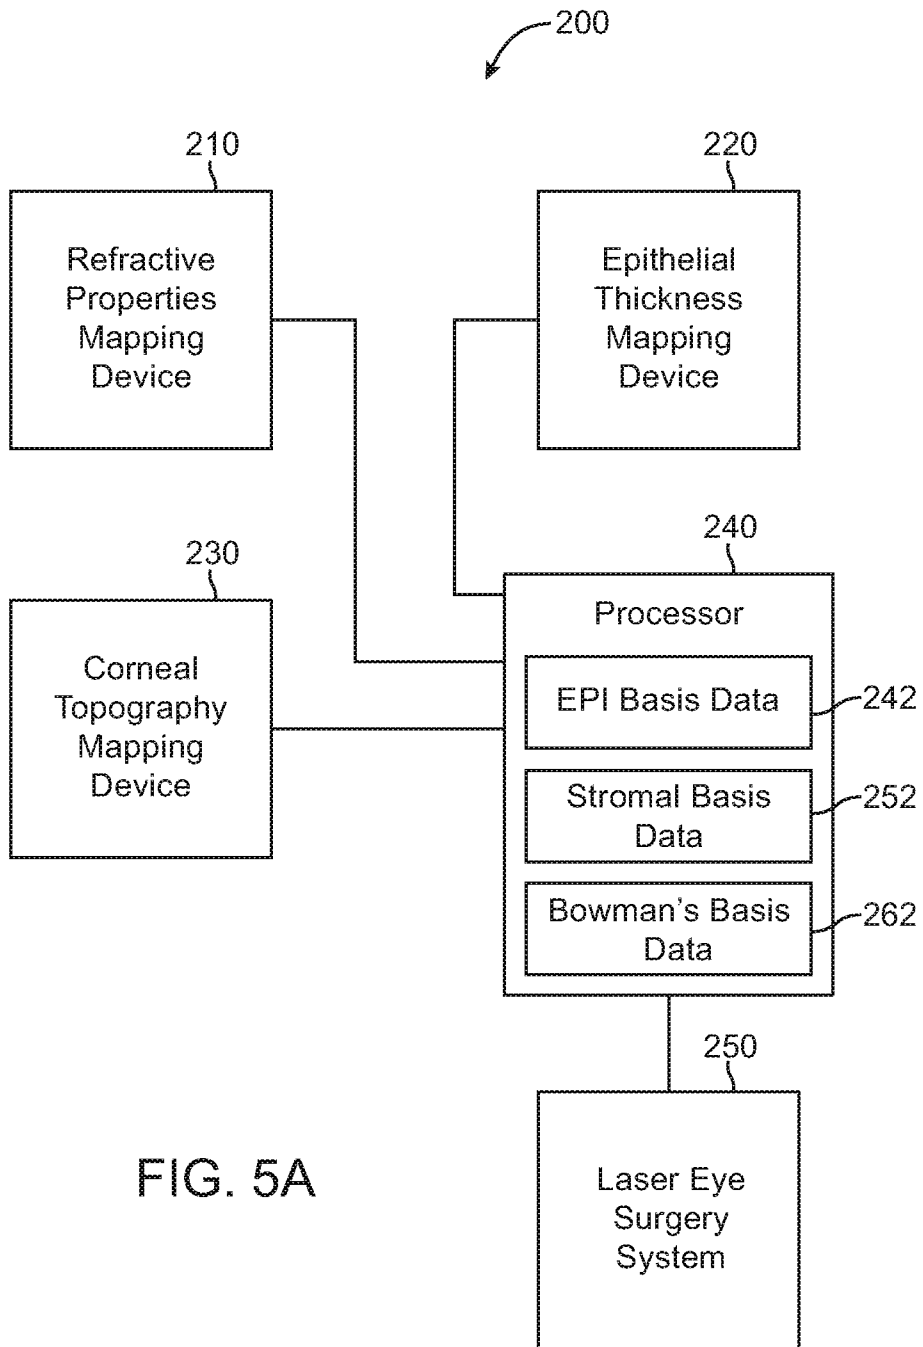 200
210
Refractive
Properties
Mapping
Device
220
Epithelial
Thickness
Mapping
Device
230
Corneal
Topography
Mapping
Device
240
Processor
EPI Basis Data
242
Stromal Basis
Data
252
Bowman's Basis
Data
262
250
Laser Eye
Surgery
System
FIG. 5A